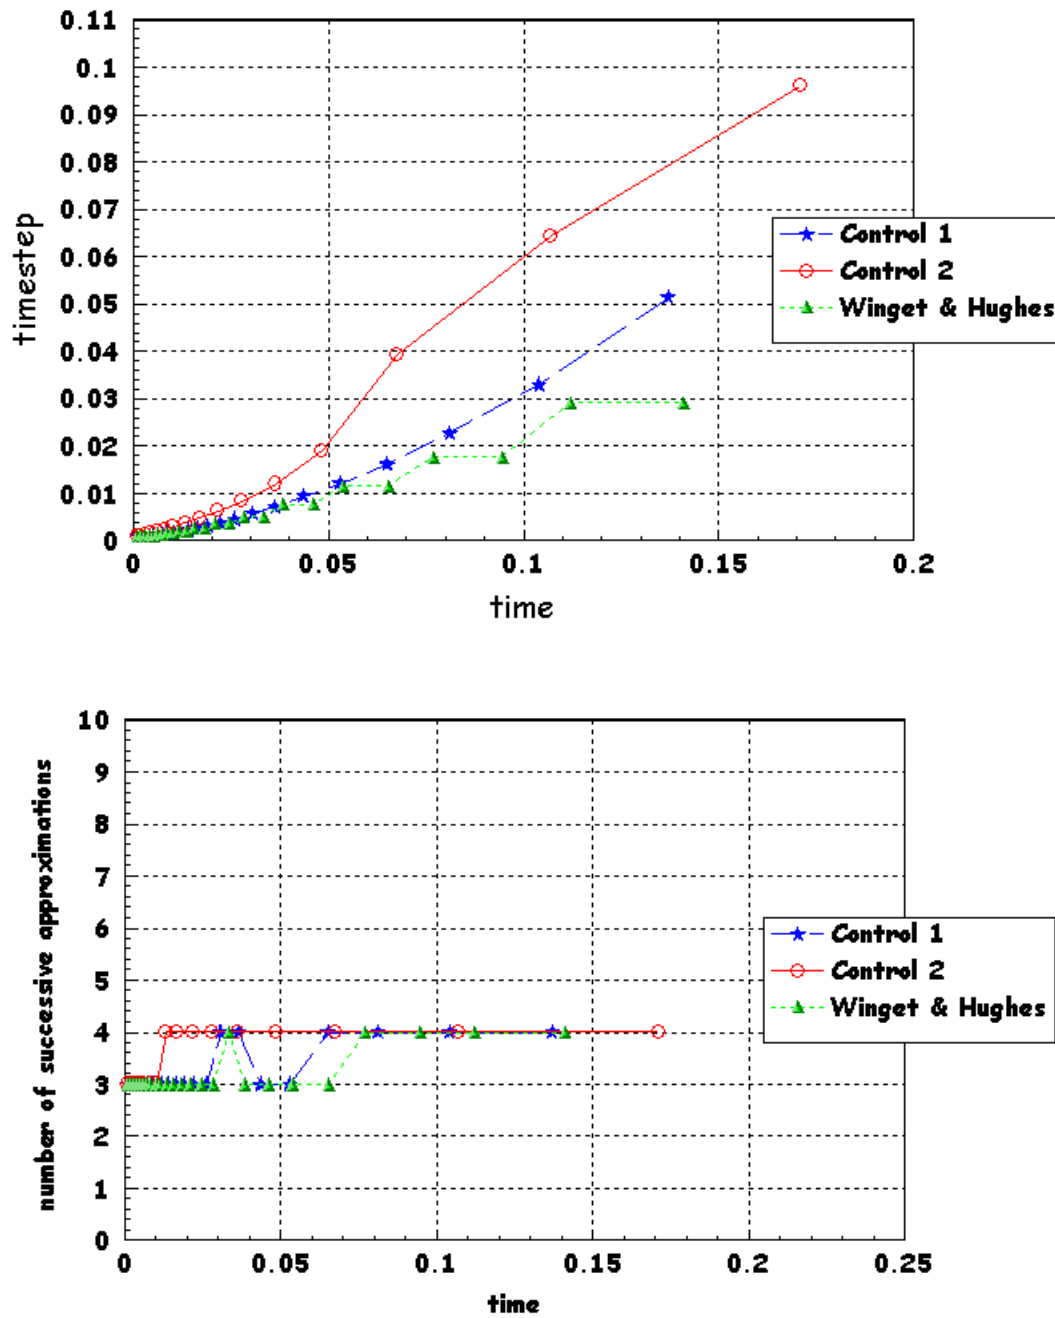 0.11
0.1
0.09
0.08
0.07
0.06
0.05
0.04
0.03
0.02
0.01
0
timestep
0 0.05 0.1 0.15 0.2
time
Control 1
Control 2
Winget & Hughes
10
9
8
7
6
5
4
3
2
1
0
number of successive approximations
0 0.05 0.1 0.15 0.2 0.25
time
Control 1
Control 2
Winget & Hughes